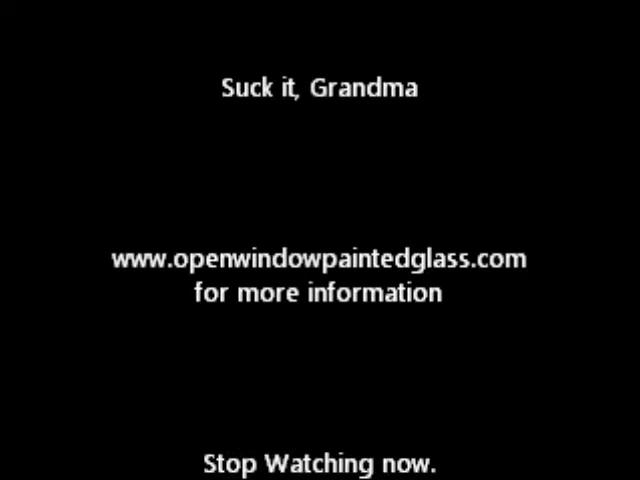 Suck it, Grandma
www.openwindowpaintedglass.com
for more information
Stop Watching now.